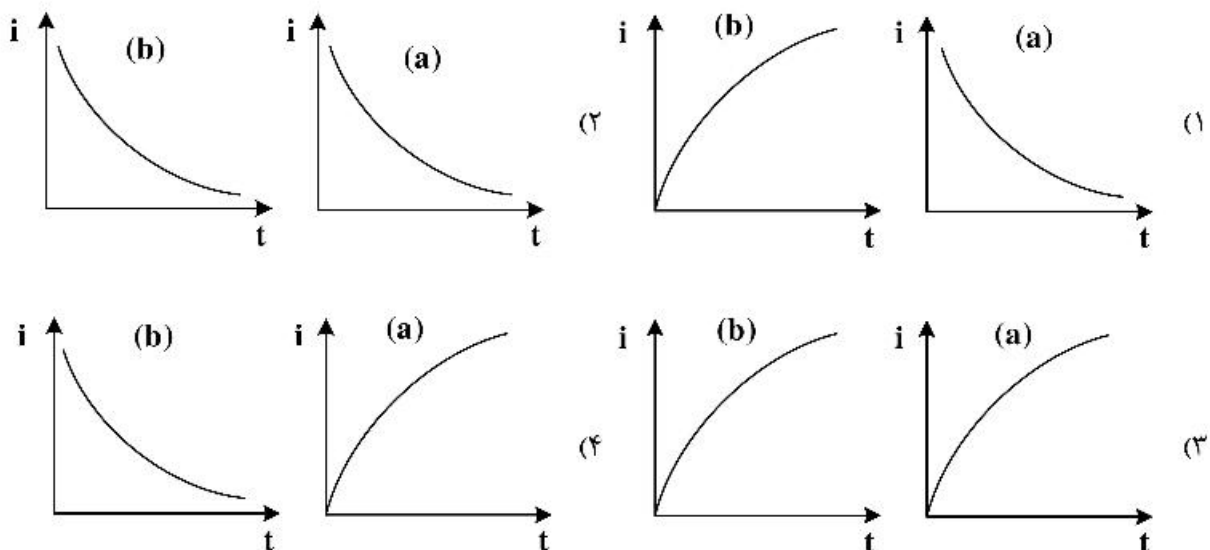 ۱) i (a) t i (b) t
۲) i (a) t i (b) t
۳) i (a) t i (b) t
۴) i (a) t i (b) t